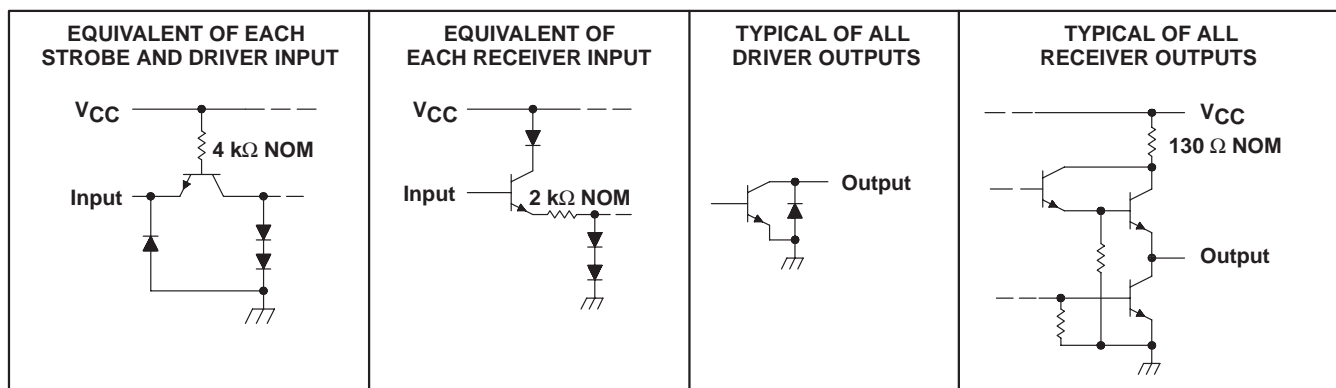 EQUIVALENT OF EACH
STROBE AND DRIVER INPUT
VCC
4 kΩ NOM
Input
EQUIVALENT OF
EACH RECEIVER INPUT
VCC
Input
2 kΩ NOM
TYPICAL OF ALL
DRIVER OUTPUTS
Output
TYPICAL OF ALL
RECEIVER OUTPUTS
VCC
130 Ω NOM
Output